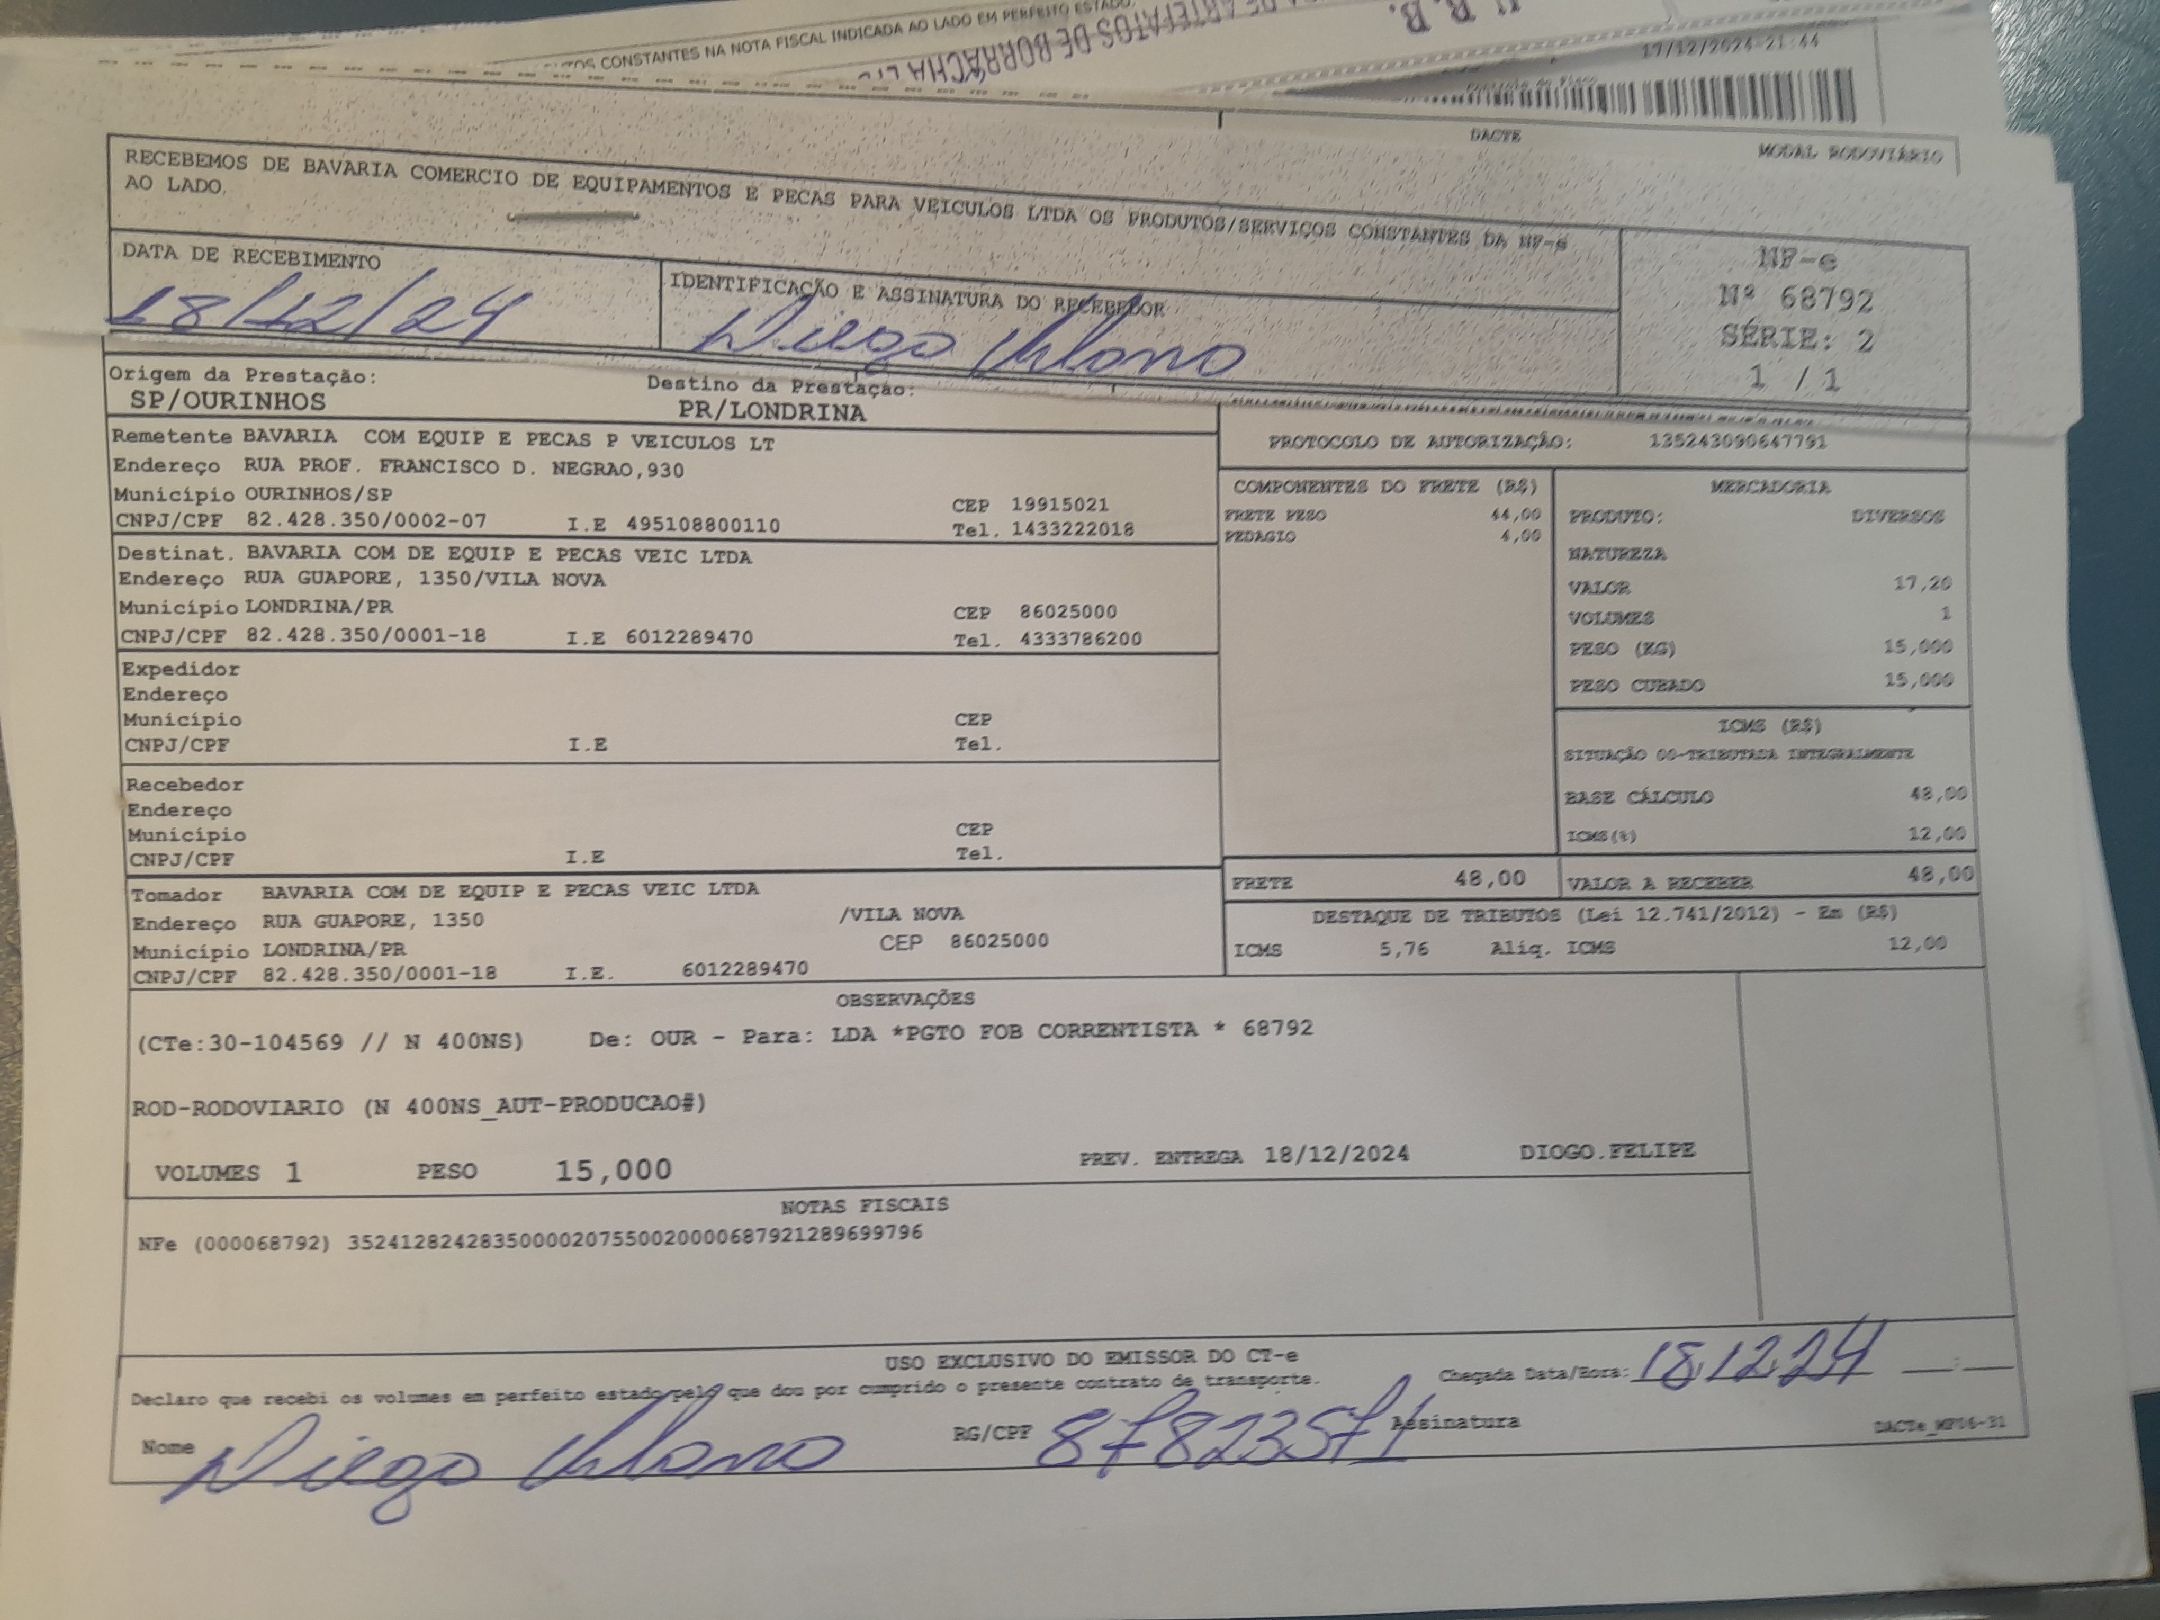 CONSTANTES NA NOTA FISCAL INDICADA AO LADO EM PERFEITO ESTADO.
DE ARTEFATOS DE BORRACHA
17/12/2024-21:44
DACTE
MODAL RODOVIÁRIO
RECEBEMOS DE BAVARIA COMERCIO DE EQUIPAMENTOS E PECAS PARA VEICULOS LTDA OS PRODUTOS/SERVIÇOS CONSTANTES DA NF-e
AO LADO.
DATA DE RECEBIMENTO
18/12/24
IDENTIFICAÇÃO E ASSINATURA DO RECEBEDOR
Diego
NF-e
Nº 68792
SÉRIE: 2
1 / 1
Origem da Prestação:
SP/OURINHOS
Destino da Prestação:
PR/LONDRINA
Remetente BAVARIA COM EQUIP E PECAS P VEICULOS LT
Endereço RUA PROF. FRANCISCO D. NEGRAO,930
Município OURINHOS/SP CEP 19915021
CNPJ/CPF 82.428.350/0002-07 I.E 495108800110 Tel. 1433222018
Destinat. BAVARIA COM DE EQUIP E PECAS VEIC LTDA
Endereço RUA GUAPORE, 1350/VILA NOVA
Município LONDRINA/PR CEP 86025000
CNPJ/CPF 82.428.350/0001-18 I.E 6012289470 Tel. 4333786200
Expedidor
Endereço
Município CEP
CNPJ/CPF I.E Tel.
Recebedor
Endereço
Município CEP
CNPJ/CPF I.E Tel.
Tomador BAVARIA COM DE EQUIP E PECAS VEIC LTDA
Endereço RUA GUAPORE, 1350 /VILA NOVA
Município LONDRINA/PR CEP 86025000
CNPJ/CPF 82.428.350/0001-18 I.E. 6012289470
PROTOCOLO DE AUTORIZAÇÃO: 135243090647791
COMPONENTES DO FRETE (R$)
FRETE PESO 44,00
PEDAGIO 4,00
MERCADORIA
PRODUTO: DIVERSOS
NATUREZA
VALOR 17,20
VOLUMES 1
PESO (KG) 15,000
PESO CUBADO 15,000
ICMS (R$)
SITUAÇÃO 00-TRIBUTADA INTEGRALMENTE
BASE CÁLCULO 48,00
ICMS(%) 12,00
FRETE 48,00 VALOR A RECEBER 48,00
DESTAQUE DE TRIBUTOS (Lei 12.741/2012) - Em (R$)
ICMS 5,76 Aliq. ICMS 12,00
OBSERVAÇÕES
(CTe:30-104569 // N 400NS) De: OUR - Para: LDA *PGTO FOB CORRENTISTA * 68792
ROD-RODOVIARIO (N 400NS_AUT-PRODUCAO#)
VOLUMES 1 PESO 15,000 PREV. ENTREGA 18/12/2024 DIOGO.FELIPE
NOTAS FISCAIS
NFe (000068792) 35241282428350000207550020000687921289699796
USO EXCLUSIVO DO EMISSOR DO CT-e
Declaro que recebi os volumes em perfeito estado pelo que dou por cumprido o presente contrato de transporte.
Chegada Data/Hora: 18/12/24 __:__
Nome Diego RG/CPF Assinatura
DACTe_MP16-31